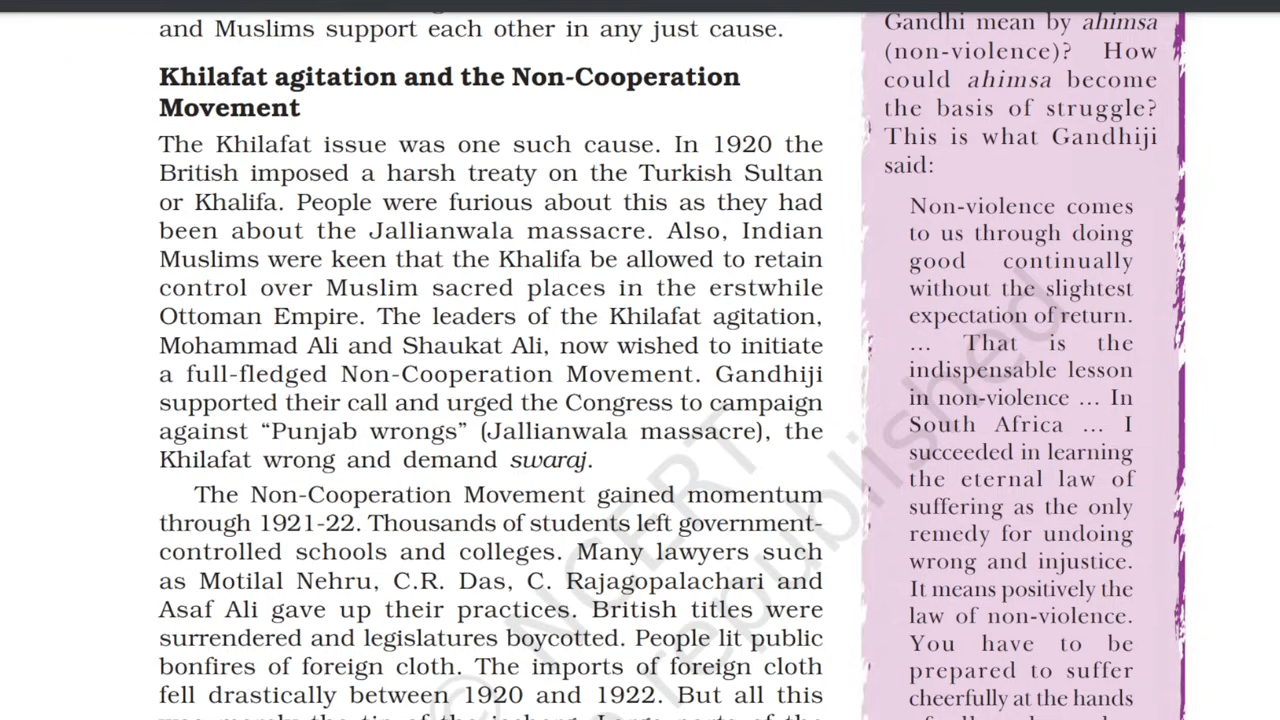 and Muslims support each other in any just cause.
Khilafat agitation and the Non-Cooperation
Movement
The Khilafat issue was one such cause. In 1920 the
British imposed a harsh treaty on the Turkish Sultan
or Khalifa. People were furious about this as they had
been about the Jallianwala massacre. Also, Indian
Muslims were keen that the Khalifa be allowed to retain
control over Muslim sacred places in the erstwhile
Ottoman Empire. The leaders of the Khilafat agitation,
Mohammad Ali and Shaukat Ali, now wished to initiate
a full-fledged Non-Cooperation Movement. Gandhiji
supported their call and urged the Congress to campaign
against “Punjab wrongs” (Jallianwala massacre), the
Khilafat wrong and demand swaraj.
The Non-Cooperation Movement gained momentum
through 1921-22. Thousands of students left government-
controlled schools and colleges. Many lawyers such
as Motilal Nehru, C.R. Das, C. Rajagopalachari and
Asaf Ali gave up their practices. British titles were
surrendered and legislatures boycotted. People lit public
bonfires of foreign cloth. The imports of foreign cloth
fell drastically between 1920 and 1922. But all this
was merely the tip of the iceberg. Large parts of the
Gandhi mean by ahimsa
(non-violence)? How
could ahimsa become
the basis of struggle?
This is what Gandhiji
said:
Non-violence comes
to us through doing
good continually
without the slightest
expectation of return.
… That is the
indispensable lesson
in non-violence … In
South Africa … I
succeeded in learning
the eternal law of
suffering as the only
remedy for undoing
wrong and injustice.
It means positively the
law of non-violence.
You have to be
prepared to suffer
cheerfully at the hands
© NCERT
republished